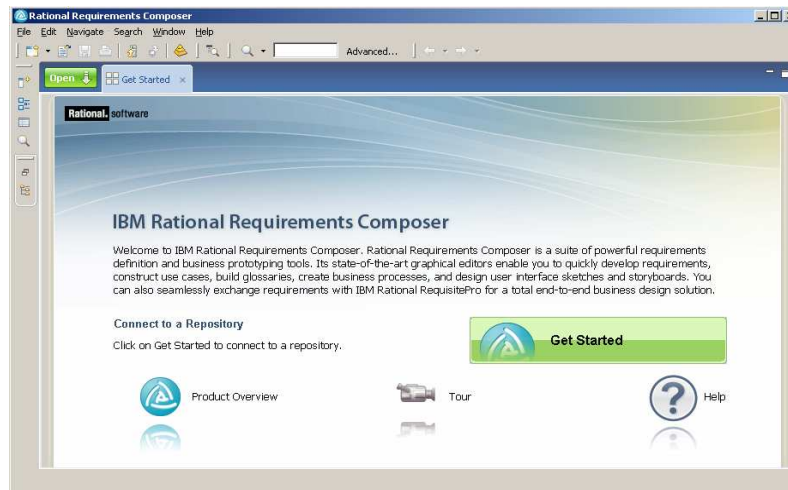 Rational Requirements Composer
File Edit Navigate Search Window Help
Advanced...
Open Get Started
Rational. software
IBM Rational Requirements Composer
Welcome to IBM Rational Requirements Composer. Rational Requirements Composer is a suite of powerful requirements
definition and business prototyping tools. Its state-of-the-art graphical editors enable you to quickly develop requirements,
construct use cases, build glossaries, create business processes, and design user interface sketches and storyboards. You
can also seamlessly exchange requirements with IBM Rational RequisitePro for a total end-to-end business design solution.
Connect to a Repository
Click on Get Started to connect to a repository.
Get Started
Product Overview Tour Help